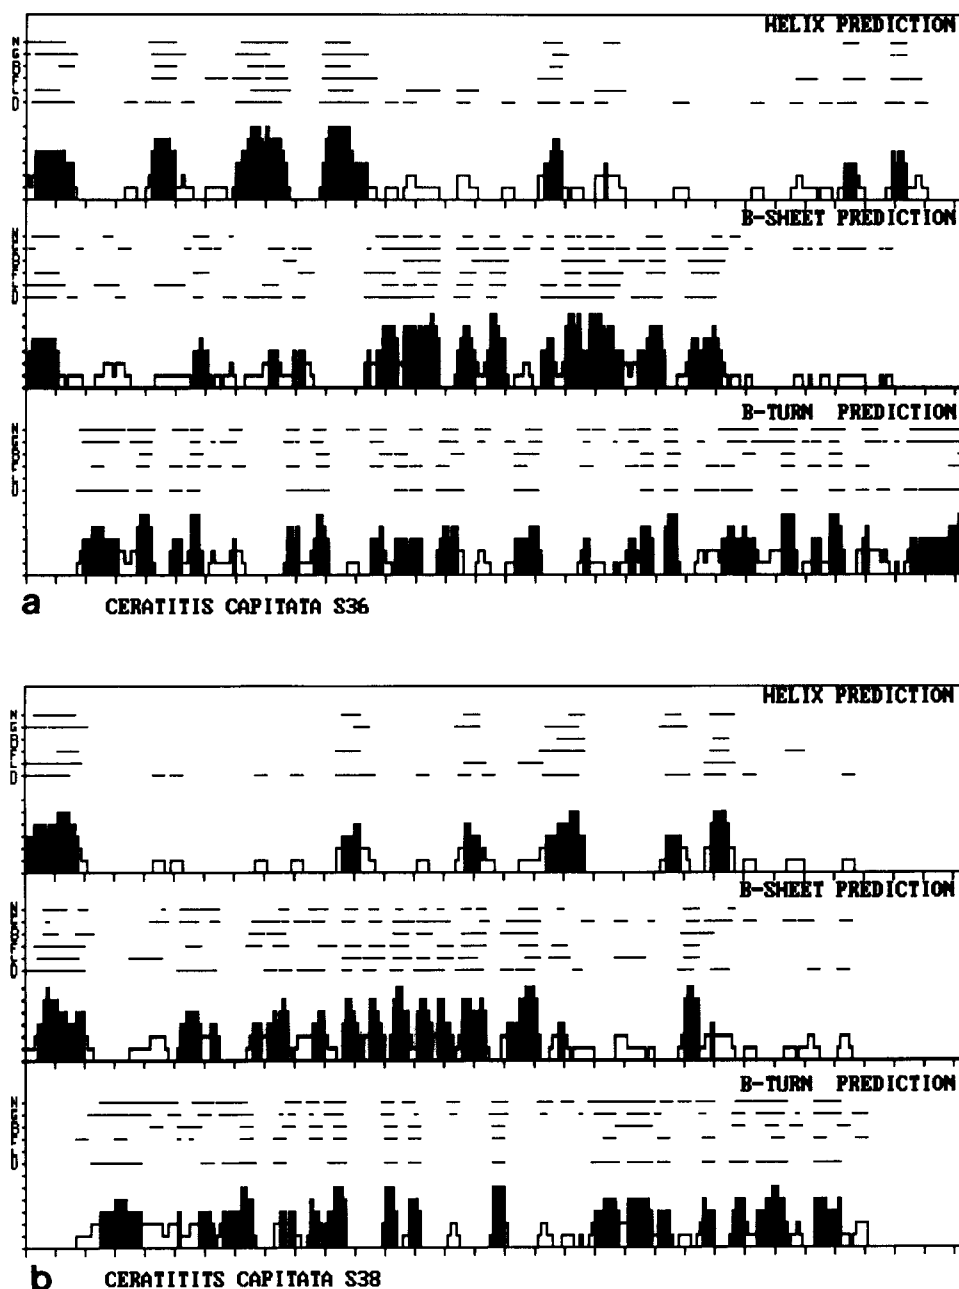 HELIX PREDICTION
B-SHEET PREDICTION
B-TURN PREDICTION
a CERATITIS CAPITATA S36
HELIX PREDICTION
B-SHEET PREDICTION
B-TURN PREDICTION
b CERATITITS CAPITATA S38